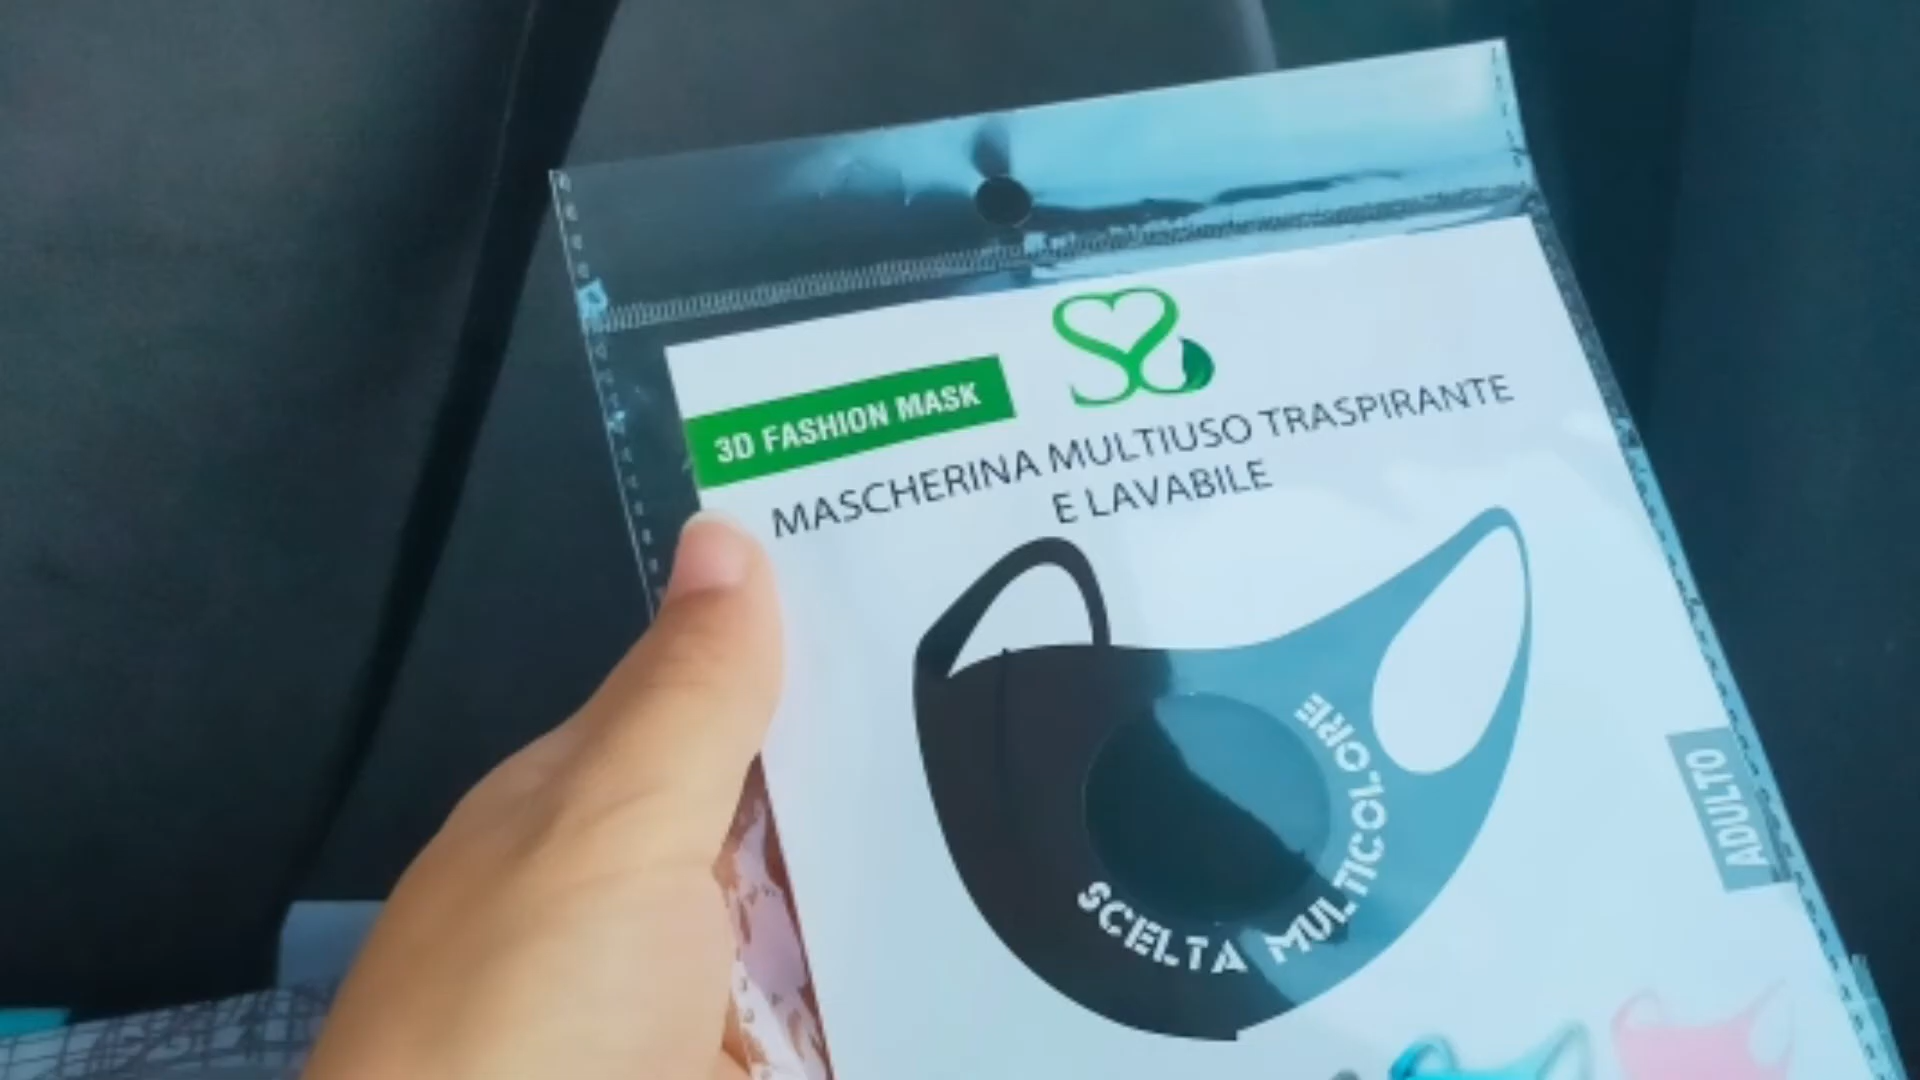 3D FASHION MASK
MASCHERINA MULTIUSO TRASPIRANTE
E LAVABILE
SCELTA MULTICOLORE
ADULTO